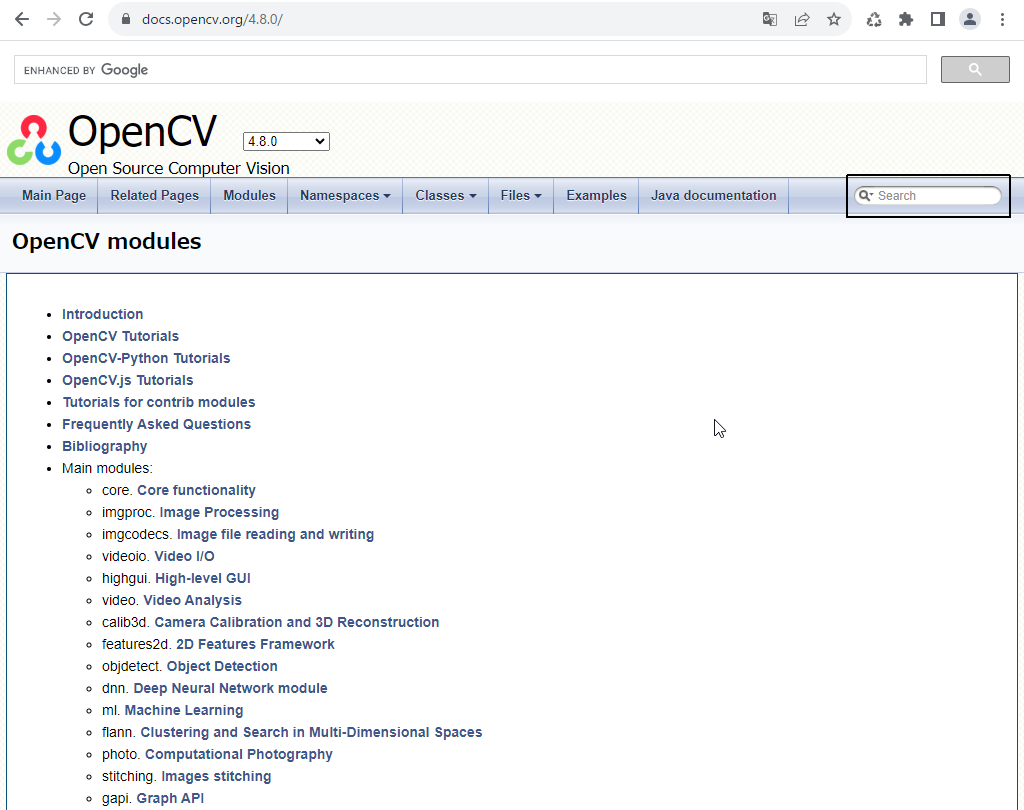 docs.opencv.org/4.8.0/
ENHANCED BY Google
OpenCV 4.8.0
Open Source Computer Vision
Main Page Related Pages Modules Namespaces Classes Files Examples Java documentation Search
OpenCV modules
Introduction
OpenCV Tutorials
OpenCV-Python Tutorials
OpenCV.js Tutorials
Tutorials for contrib modules
Frequently Asked Questions
Bibliography
Main modules:
core. Core functionality
imgproc. Image Processing
imgcodecs. Image file reading and writing
videoio. Video I/O
highgui. High-level GUI
video. Video Analysis
calib3d. Camera Calibration and 3D Reconstruction
features2d. 2D Features Framework
objdetect. Object Detection
dnn. Deep Neural Network module
ml. Machine Learning
flann. Clustering and Search in Multi-Dimensional Spaces
photo. Computational Photography
stitching. Images stitching
gapi. Graph API